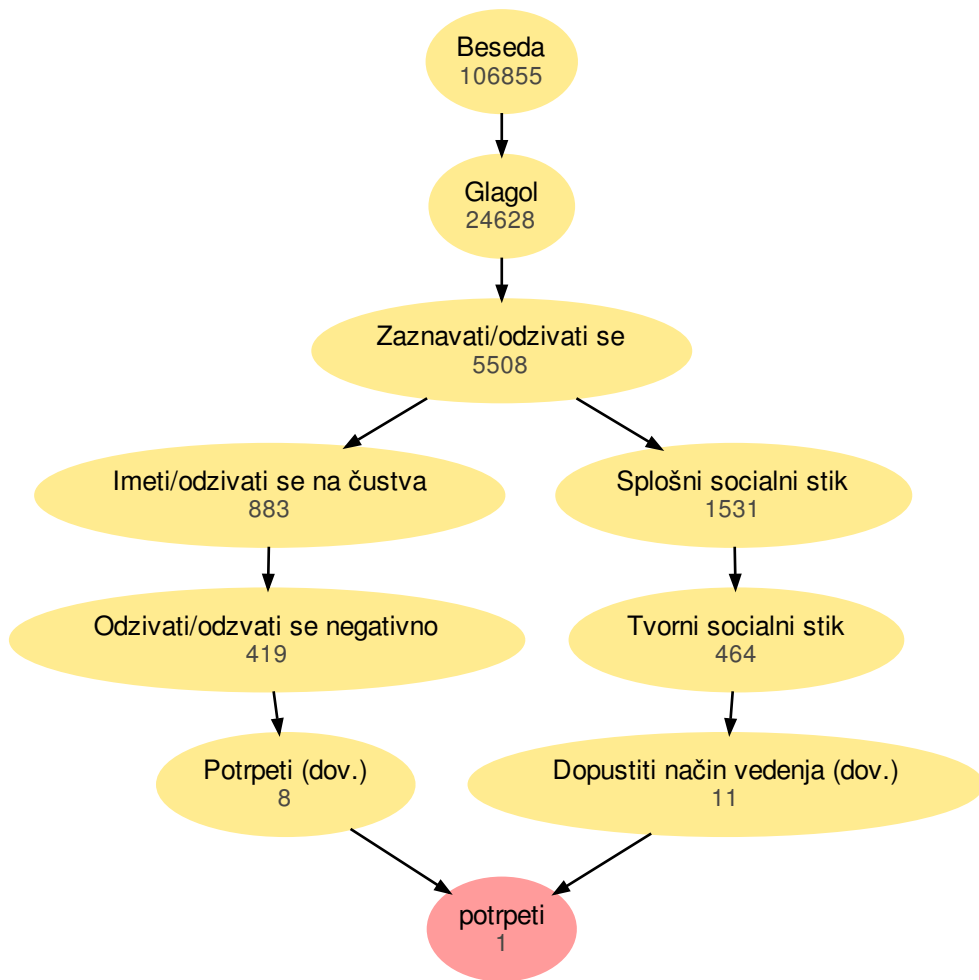 Beseda
106855
Glagol
24628
Zaznavati/odzivati se
5508
Imeti/odzivati se na čustva
883
Splošni socialni stik
1531
Odzivati/odzvati se negativno
419
Tvorni socialni stik
464
Potrpeti (dov.)
8
Dopustiti način vedenja (dov.)
11
potrpeti
1